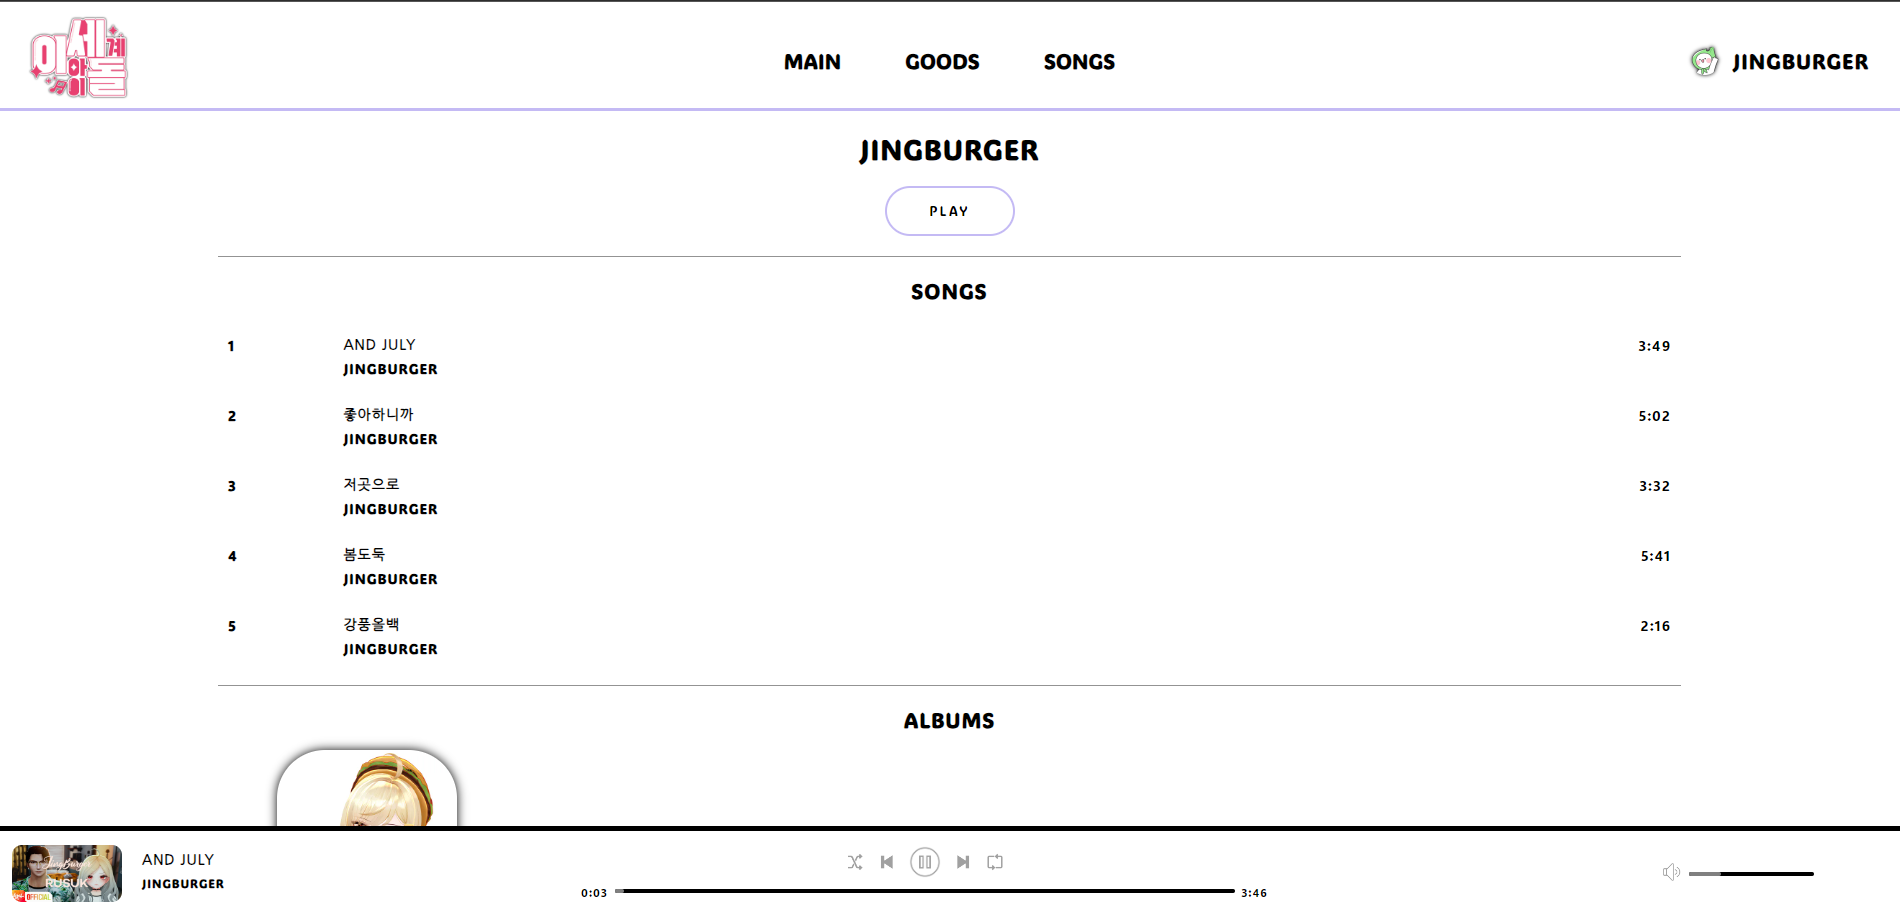 이세계아이돌
MAIN GOODS SONGS
JINGBURGER
JINGBURGER
PLAY
SONGS
1 AND JULY 3:49
JINGBURGER
2 좋아하니까 5:02
JINGBURGER
3 저곳으로 3:32
JINGBURGER
4 봄도둑 5:41
JINGBURGER
5 강풍올백 2:16
JINGBURGER
ALBUMS
JingBurger
RUSUK
OFFICIAL
AND JULY
JINGBURGER
0:03 3:46